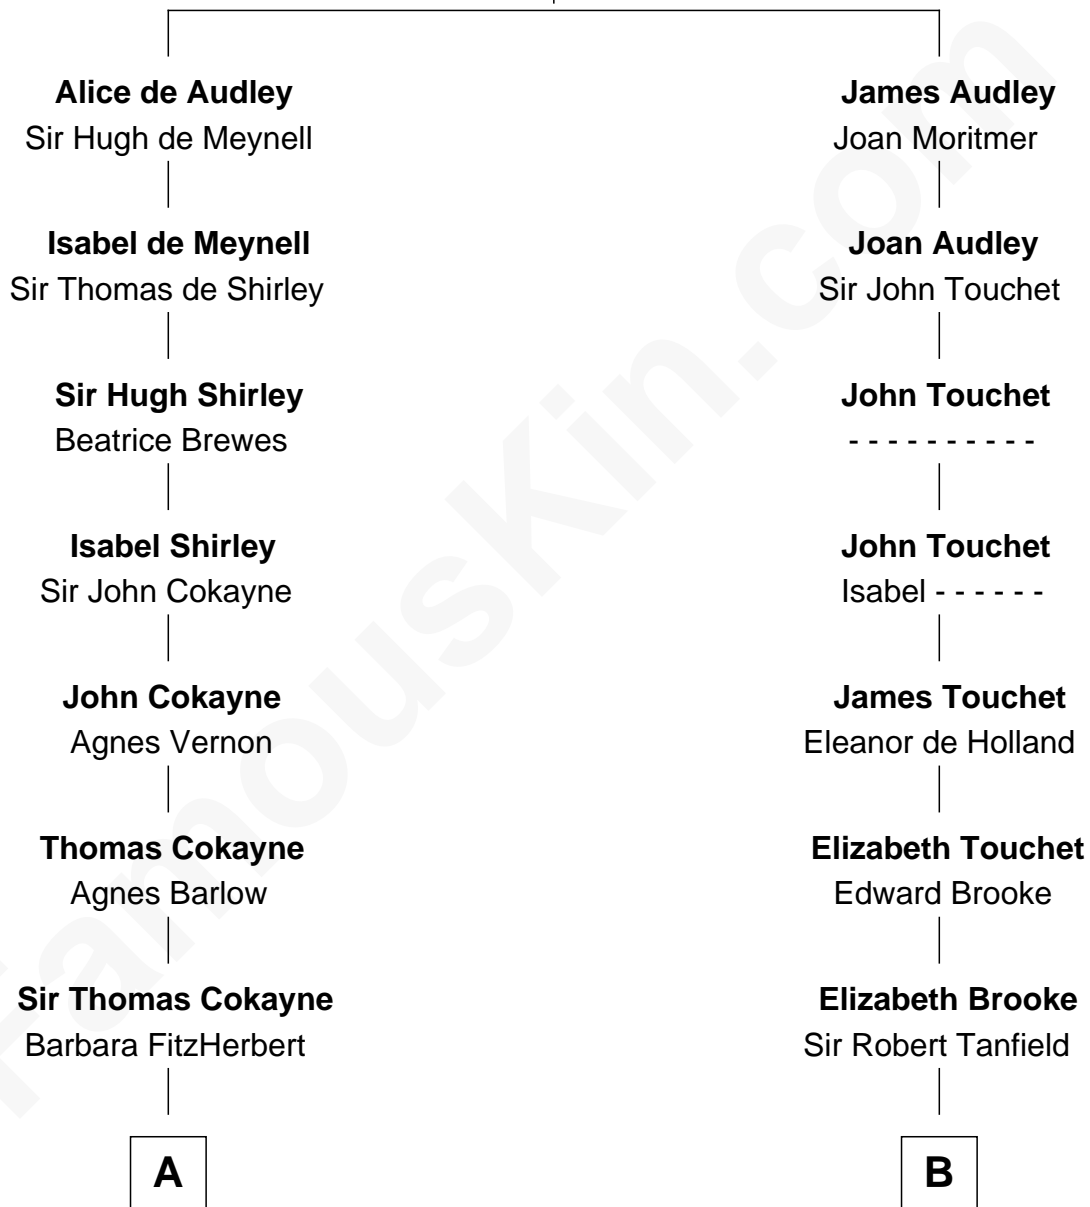 Alice de Audley
Sir Hugh de Meynell
Isabel de Meynell
Sir Thomas de Shirley
Sir Hugh Shirley
Beatrice Brewes
Isabel Shirley
Sir John Cokayne
John Cokayne
Agnes Vernon
Thomas Cokayne
Agnes Barlow
Sir Thomas Cokayne
Barbara FitzHerbert
A
James Audley
Joan Moritmer
Joan Audley
Sir John Touchet
John Touchet
- - - - - - - - - -
John Touchet
Isabel - - - - - -
James Touchet
Eleanor de Holland
Elizabeth Touchet
Edward Brooke
Elizabeth Brooke
Sir Robert Tanfield
B
FamousKin.com